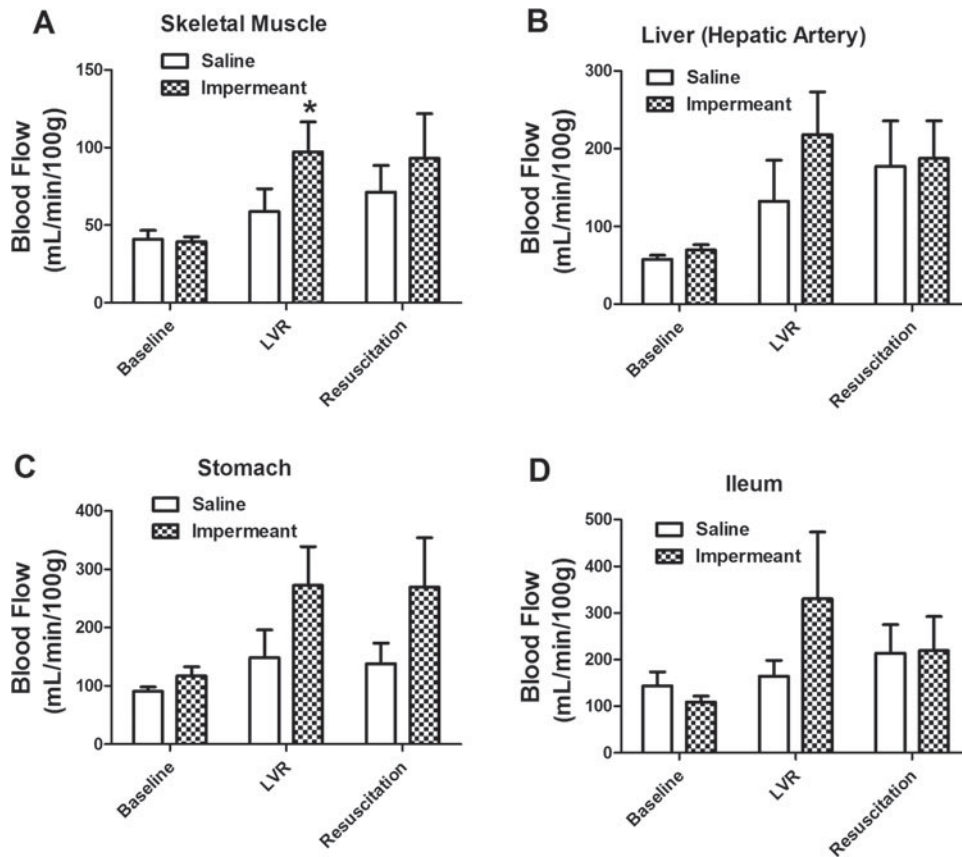 A
Skeletal Muscle
Saline
Impermeant
150
100
50
0
Blood Flow
(mL/min/100g)
*
Baseline
LVR
Resuscitation
B
Liver (Hepatic Artery)
Saline
Impermeant
300
200
100
0
Blood Flow
(mL/min/100g)
Baseline
LVR
Resuscitation
C
Stomach
Saline
Impermeant
400
300
200
100
0
Blood Flow
(mL/min/100g)
Baseline
LVR
Resuscitation
D
Ileum
Saline
Impermeant
500
400
300
200
100
0
Blood Flow
(mL/min/100g)
Baseline
LVR
Resuscitation